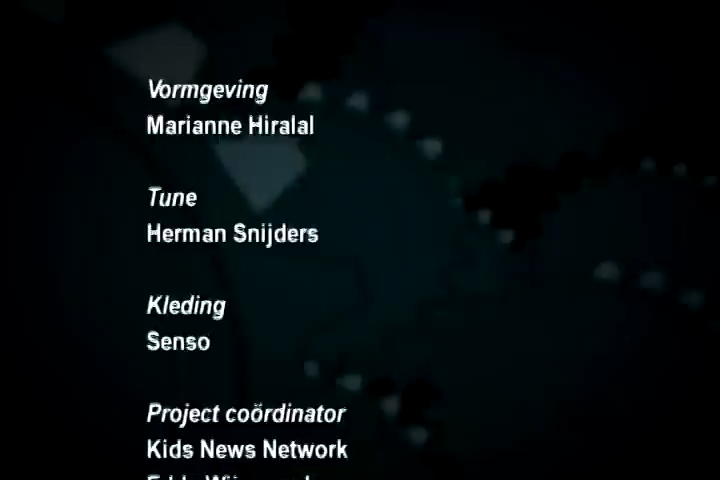 Vormgeving
Marianne Hiralal
Tune
Herman Snijders
Kleding
Senso
Project coördinator
Kids News Network